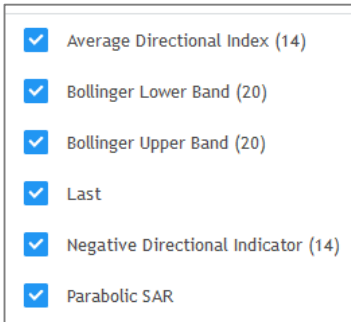 Average Directional Index (14)
Bollinger Lower Band (20)
Bollinger Upper Band (20)
Last
Negative Directional Indicator (14)
Parabolic SAR